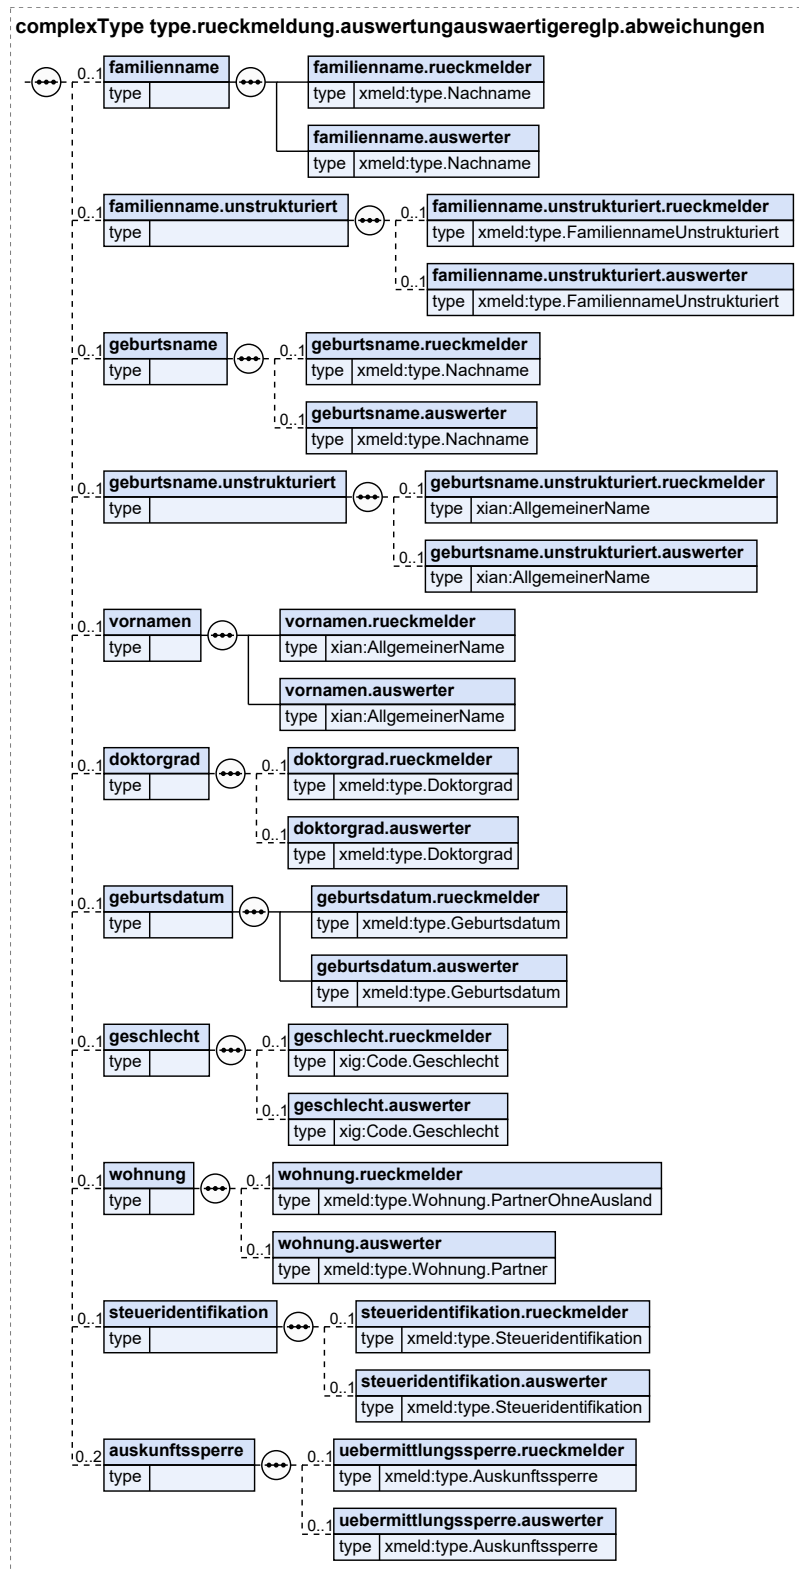 complexType type.rueckmeldung.auswertungauswaertigereglp.abweichungen
0..1 familienname
type
familienname.rueckmelder
type xmeld:type.Nachname
familienname.auswerter
type xmeld:type.Nachname
0..1 familienname.unstrukturiert
type
0..1 familienname.unstrukturiert.rueckmelder
type xmeld:type.FamiliennameUnstrukturiert
0..1 familienname.unstrukturiert.auswerter
type xmeld:type.FamiliennameUnstrukturiert
0..1 geburtsname
type
0..1 geburtsname.rueckmelder
type xmeld:type.Nachname
0..1 geburtsname.auswerter
type xmeld:type.Nachname
0..1 geburtsname.unstrukturiert
type
0..1 geburtsname.unstrukturiert.rueckmelder
type xian:AllgemeinerName
0..1 geburtsname.unstrukturiert.auswerter
type xian:AllgemeinerName
0..1 vornamen
type
vornamen.rueckmelder
type xian:AllgemeinerName
vornamen.auswerter
type xian:AllgemeinerName
0..1 doktorgrad
type
0..1 doktorgrad.rueckmelder
type xmeld:type.Doktorgrad
0..1 doktorgrad.auswerter
type xmeld:type.Doktorgrad
0..1 geburtsdatum
type
geburtsdatum.rueckmelder
type xmeld:type.Geburtsdatum
geburtsdatum.auswerter
type xmeld:type.Geburtsdatum
0..1 geschlecht
type
0..1 geschlecht.rueckmelder
type xig:Code.Geschlecht
0..1 geschlecht.auswerter
type xig:Code.Geschlecht
0..1 wohnung
type
0..1 wohnung.rueckmelder
type xmeld:type.Wohnung.PartnerOhneAusland
0..1 wohnung.auswerter
type xmeld:type.Wohnung.Partner
0..1 steueridentifikation
type
0..1 steueridentifikation.rueckmelder
type xmeld:type.Steueridentifikation
0..1 steueridentifikation.auswerter
type xmeld:type.Steueridentifikation
0..2 auskunftssperre
type
0..1 uebermittlungssperre.rueckmelder
type xmeld:type.Auskunftssperre
0..1 uebermittlungssperre.auswerter
type xmeld:type.Auskunftssperre